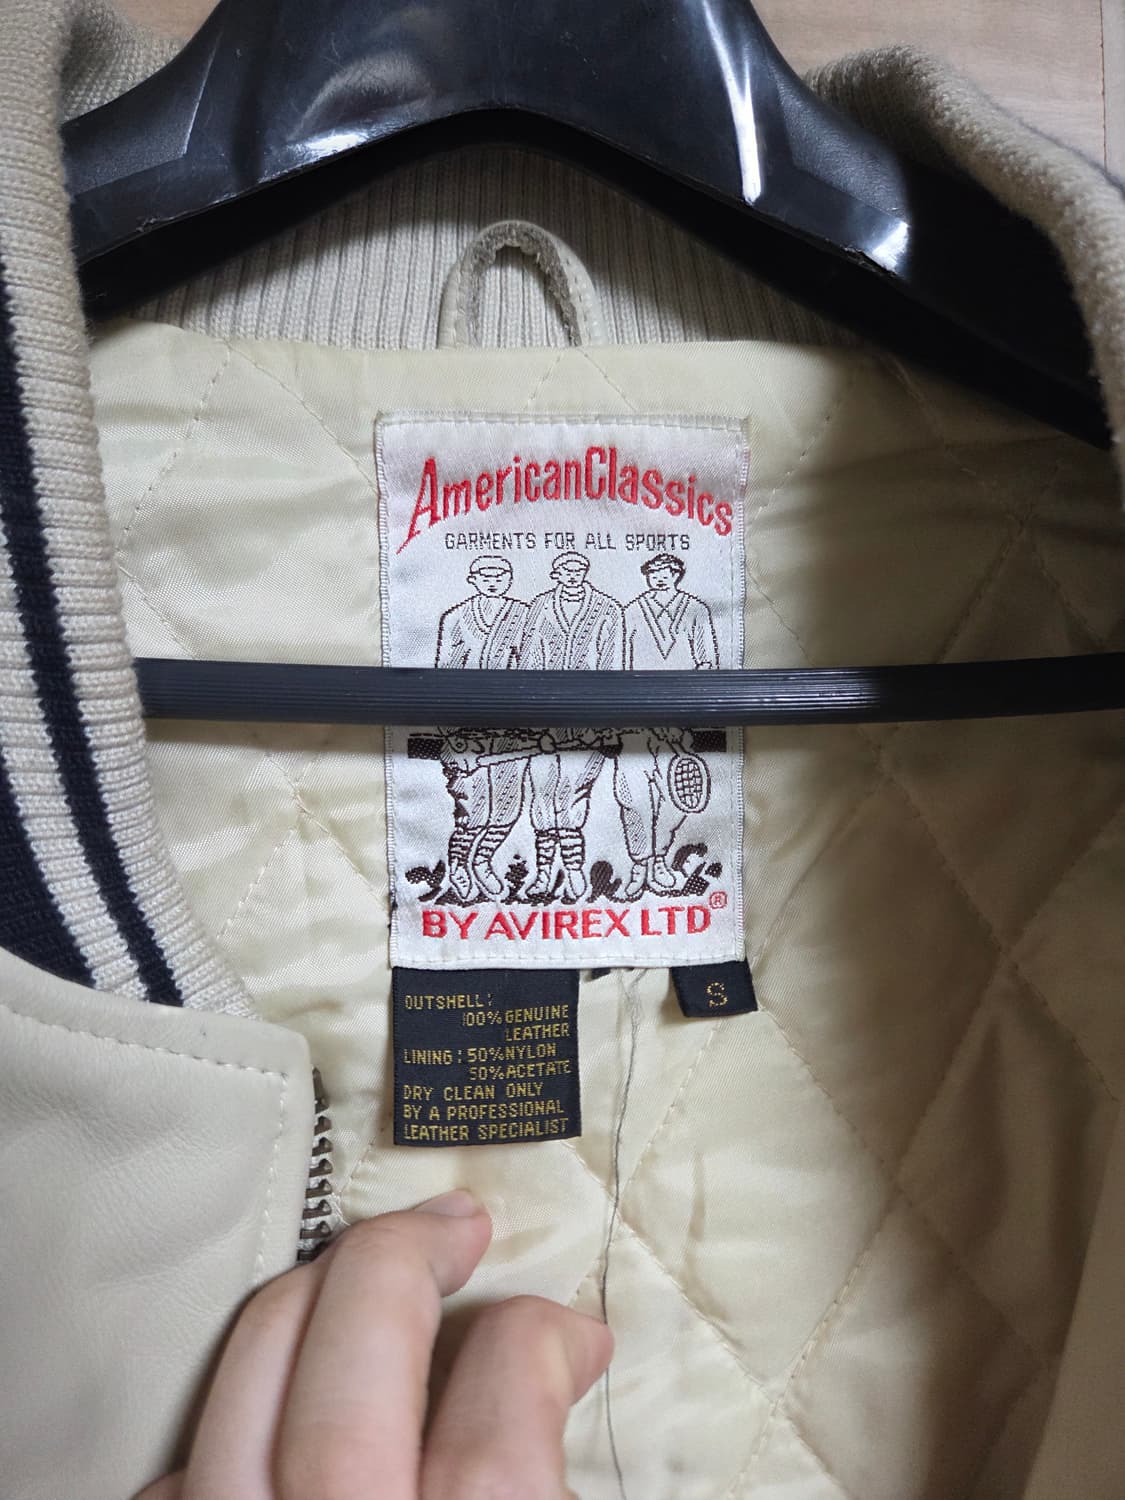 AmericanClassics
GARMENTS FOR ALL SPORTS
BY AVIREX LTD®
S
OUTSHELL:
100% GENUINE
LEATHER
LINING: 50% NYLON
50% ACETATE
DRY CLEAN ONLY
BY A PROFESSIONAL
LEATHER SPECIALIST